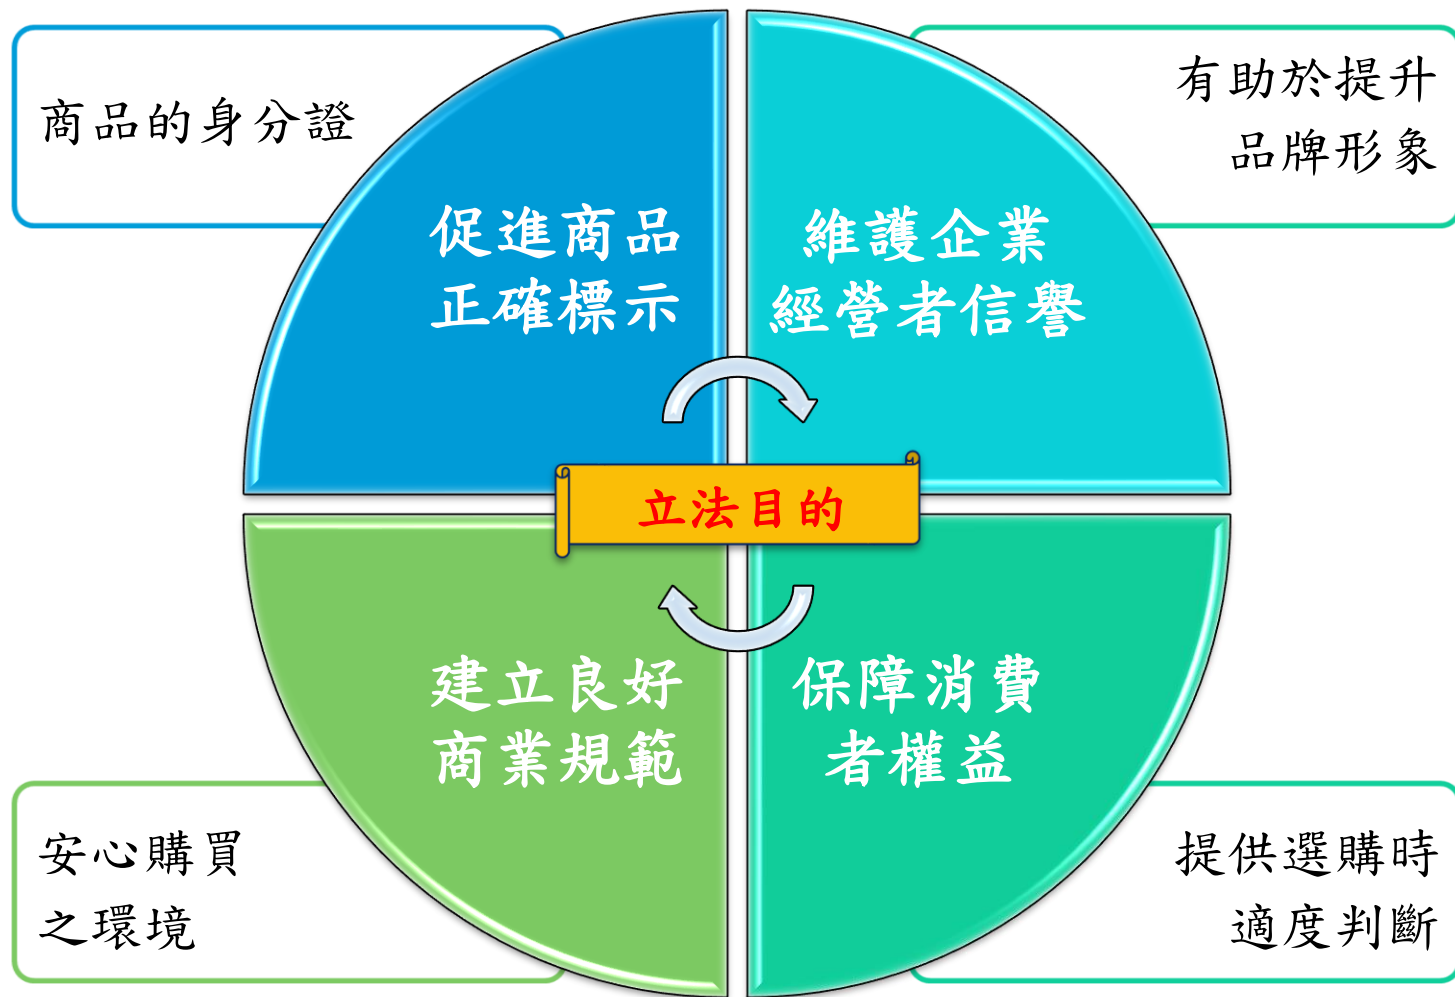 商品的身分證
促進商品
正確標示
維護企業
經營者信譽
有助於提升
品牌形象
立法目的
安心購買
之環境
建立良好
商業規範
保障消費
者權益
提供選購時
適度判斷